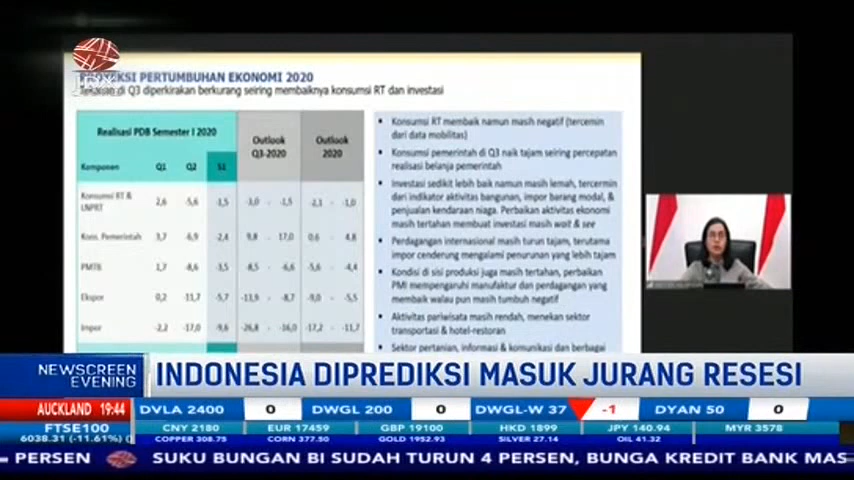 IDX
PROYEKSI PERTUMBUHAN EKONOMI 2020
Tekanan di Q3 diperkirakan berkurang seiring membaiknya konsumsi RT dan investasi
Realisasi PDB Semester I 2020
Outlook Q3-2020
Outlook 2020
Komponen Q1 Q2 S1
Konsumsi RT & LNPRT 2,6 -5,6 -1,5 -3,0 - -1,5 -2,1 - -1,0
Kons. Pemerintah 3,7 -6,9 -2,4 9,8 - 17,0 0,6 - 4,8
PMTB 1,7 -8,6 -3,5 -8,5 - -6,6 -5,6 - -4,4
Ekspor 0,2 -11,7 -5,7 -13,9 - -8,7 -9,0 - -5,5
Impor -2,2 -17,0 -9,6 -26,8 - -16,0 -17,2 - -11,7
• Konsumsi RT membaik namun masih negatif (tercemin
dari data mobilitas)
• Konsumsi pemerintah di Q3 naik tajam seiring percepatan
realisasi belanja pemerintah
• Investasi sedikit lebih baik namun masih lemah, tercermin
dari indikator aktivitas bangunan, impor barang modal, &
penjualan kendaraan niaga. Perbaikan aktivitas ekonomi
masih tertahan membuat investasi masih wait & see
• Perdagangan internasional masih turun tajam, terutama
impor cenderung mengalami penurunan yang lebih tajam
• Kondisi di sisi produksi juga masih tertahan, perbaikan
PMI mempengaruhi manufaktur dan perdagangan yang
membaik walau pun masih tumbuh negatif
• Aktivitas pariwisata masih rendah, menekan sektor
transportasi & hotel-restoran
• Sektor pertanian, informasi & komunikasi dan berbagai
NEWSCREEN
EVENING
INDONESIA DIPREDIKSI MASUK JURANG RESESI
AUCKLAND 19:44 DVLA 2400 0 DWGL 200 0 DWGL-W 37 -1 DYAN 50 0
FTSE100 CNY 2180 EUR 17459 GBP 19100 HKD 1899 JPY 140.94 MYR 3578
6038.31 (-11.61%) COPPER 308.75 CORN 377.50 GOLD 1952.93 SILVER 27.14 OIL 41.32
PERSEN SUKU BUNGAN BI SUDAH TURUN 4 PERSEN, BUNGA KREDIT BANK MAS